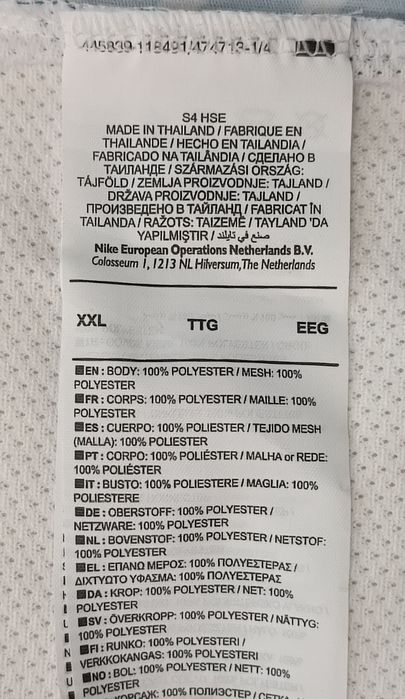 445839-118491/474713-1/4
S4 HSE
MADE IN THAILAND / FABRIQUE EN
THAILANDE / HECHO EN TAILANDIA /
FABRICADO NA TAILÂNDIA / СДЕЛАНО В
ТАИЛАНДЕ / SZÁRMAZÁSI ORSZÁG:
TÁJFÖLD / ZEMLJA PROIZVODNJE: TAJLAND /
DRŽAVA PROIZVODNJE: TAJLAND /
ПРОИЗВЕДЕНО В ТАЙЛАНД / FABRICAT ÎN
TAILANDA / RAŽOTS: TAIZEME / TAYLAND 'DA
YAPILMIŞTIR / صنع في تايلند
Nike European Operations Netherlands B.V.
Colosseum 1, 1213 NL Hilversum, The Netherlands
XXL TTG EEG
EN : BODY: 100% POLYESTER / MESH: 100%
POLYESTER
FR : CORPS: 100% POLYESTER / MAILLE: 100%
POLYESTER
ES : CUERPO: 100% POLIESTER / TEJIDO MESH
(MALLA): 100% POLIESTER
PT : CORPO: 100% POLIÉSTER / MALHA or REDE:
100% POLIÉSTER
IT : BUSTO: 100% POLIESTERE / MAGLIA: 100%
POLIESTERE
DE : OBERSTOFF: 100% POLYESTER /
NETZWARE: 100% POLYESTER
NL : BOVENSTOF: 100% POLYESTER / NETSTOF:
100% POLYESTER
EL : ΕΠΑΝΩ ΜΕΡΟΣ: 100% ΠΟΛΥΕΣΤΕΡΑΣ /
ΔΙΧΤΥΩΤΟ ΥΦΑΣΜΑ: 100% ΠΟΛΥΕΣΤΕΡΑΣ
DA : KROP: 100% POLYESTER / NET: 100%
POLYESTER
SV : ÖVERKROPP: 100% POLYESTER / NÄTTYG:
100% POLYESTER
FI : RUNKO: 100% POLYESTERI /
VERKKOKANGAS: 100% POLYESTERI
NO : BOL: 100% POLYESTER / NETT: 100%
POLYESTER
КОРСАЖ: 100% ПОЛИЭСТЕР / СЕТКА